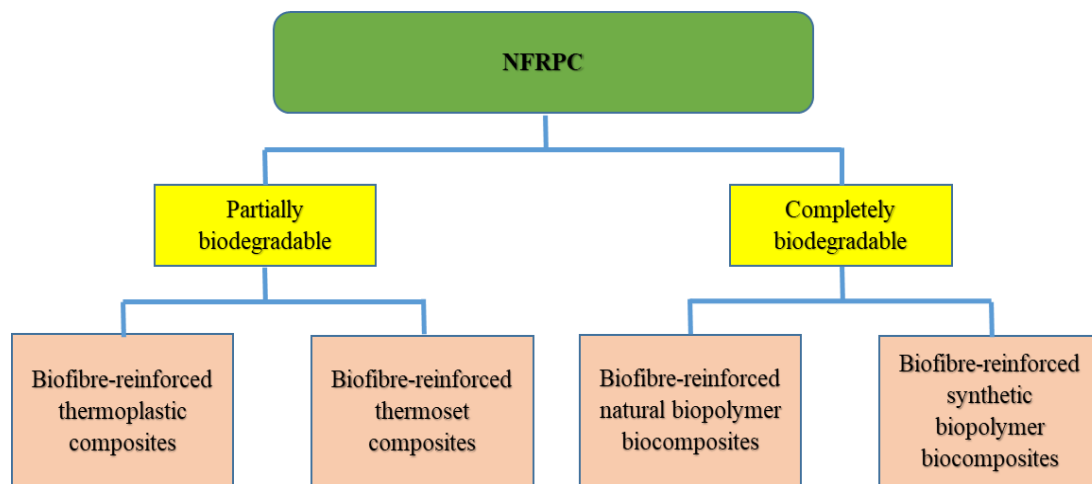 NFRPC
Partially
biodegradable
Completely
biodegradable
Biofibre-reinforced
thermoplastic
composites
Biofibre-reinforced
thermoset
composites
Biofibre-reinforced
natural biopolymer
biocomposites
Biofibre-reinforced
synthetic
biopolymer
biocomposites